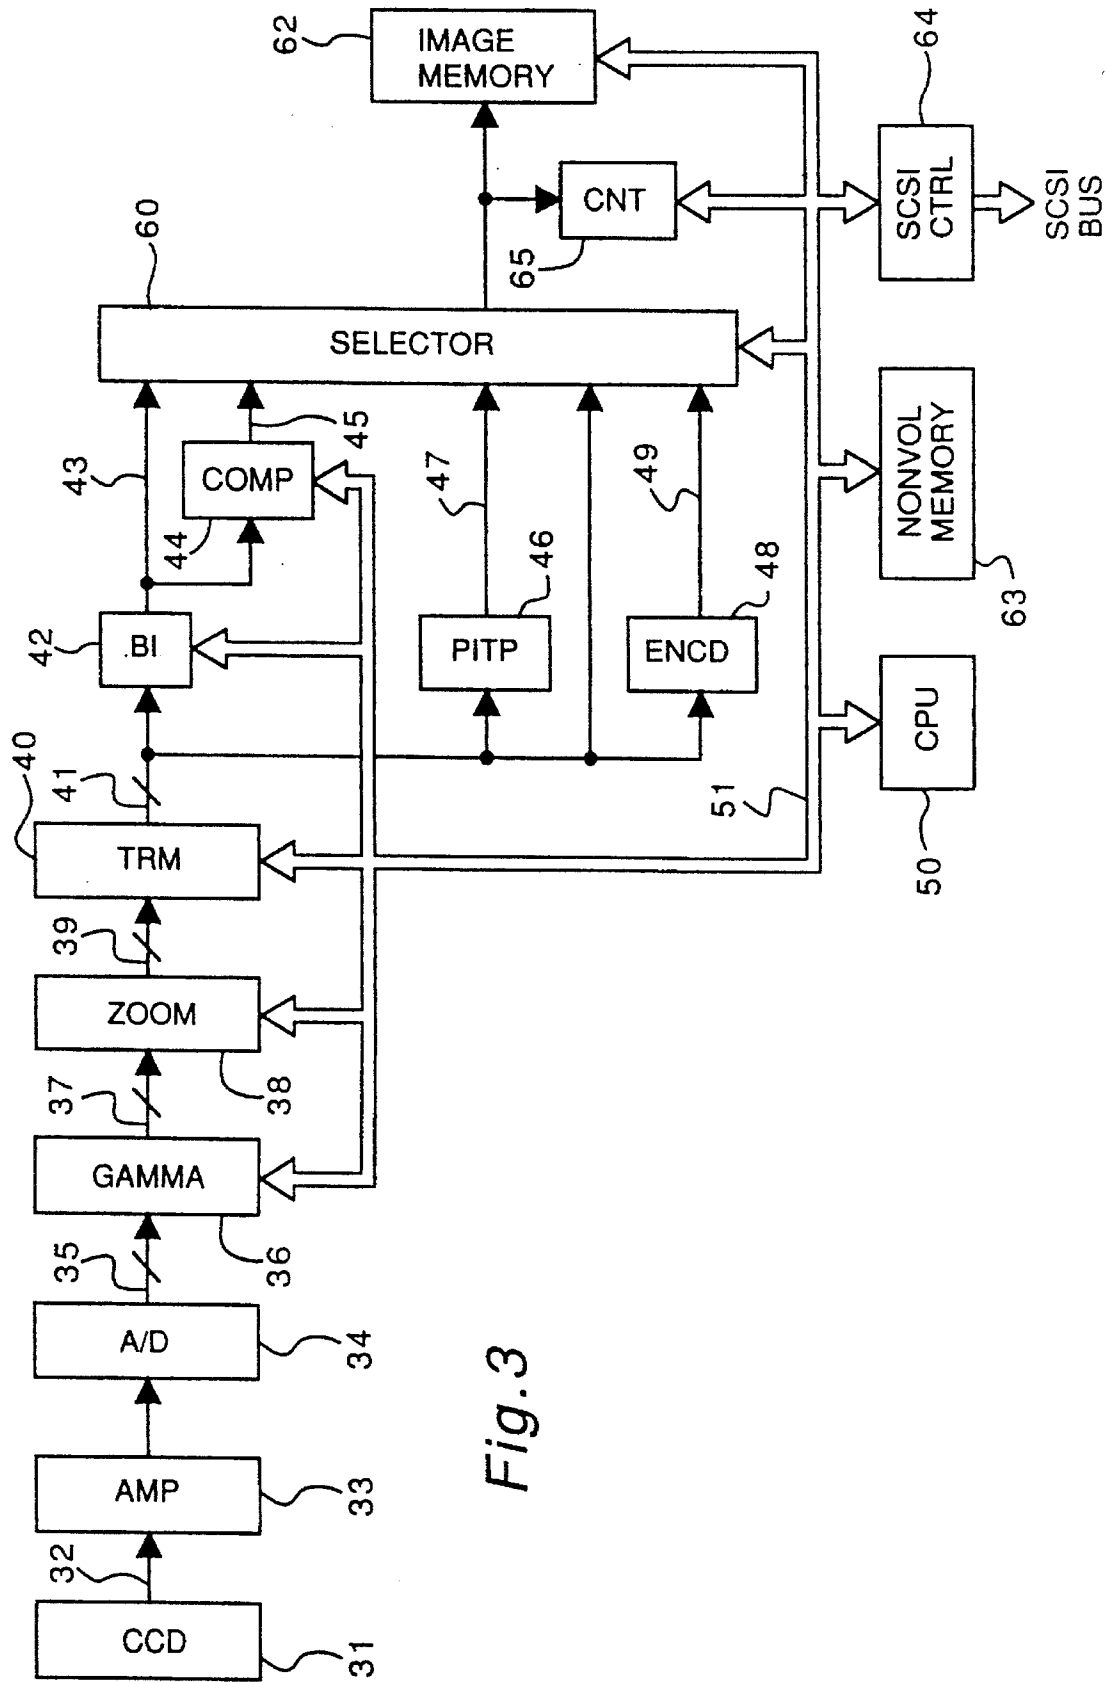 62
IMAGE
MEMORY
64
60
CNT
65
SCSI
CTRL
SCSI
BUS
SELECTOR
43
45
COMP
44
47
49
NONVOL
MEMORY
63
42
BI
46
PITP
48
ENCD
40
41
TRM
51
CPU
50
39
ZOOM
38
37
GAMMA
36
35
A/D
34
AMP
33
32
CCD
31
Fig.3